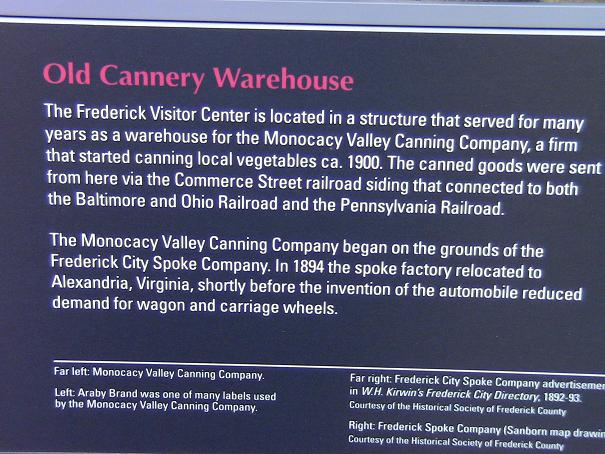 Old Cannery Warehouse
The Frederick Visitor Center is located in a structure that served for many
years as a warehouse for the Monocacy Valley Canning Company, a firm
that started canning local vegetables ca. 1900. The canned goods were sent
from here via the Commerce Street railroad siding that connected to both
the Baltimore and Ohio Railroad and the Pennsylvania Railroad.
The Monocacy Valley Canning Company began on the grounds of the
Frederick City Spoke Company. In 1894 the spoke factory relocated to
Alexandria, Virginia, shortly before the invention of the automobile reduced
demand for wagon and carriage wheels.
Far left: Monocacy Valley Canning Company.
Left: Araby Brand was one of many labels used
by the Monocacy Valley Canning Company.
Far right: Frederick City Spoke Company advertisemen
in W.H. Kirwin's Frederick City Directory, 1892-93.
Courtesy of the Historical Society of Frederick County
Right: Frederick Spoke Company (Sanborn map drawin
Courtesy of the Historical Society of Frederick County